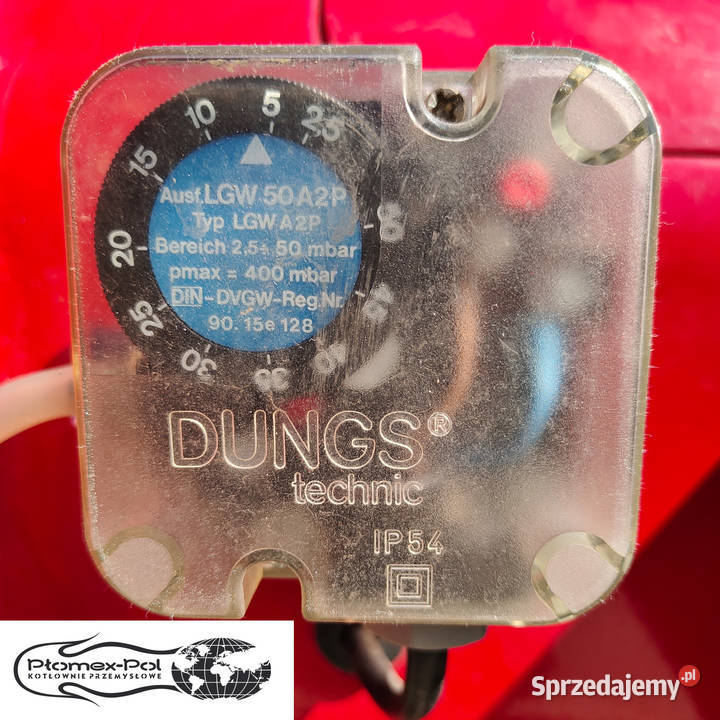 10 5 2,5
15
20
25
30
35
40
45
50
Ausf. LGW 50 A2P
Typ LGW A2P
Bereich 2,5 ÷ 50 mbar
pmax = 400 mbar
DIN-DVGW-Reg.Nr.
90.15e128
DUNGS®
technic
IP54
Płomex-Pol
KOTŁOWNIE PRZEMYSŁOWE
Sprzedajemy.pl